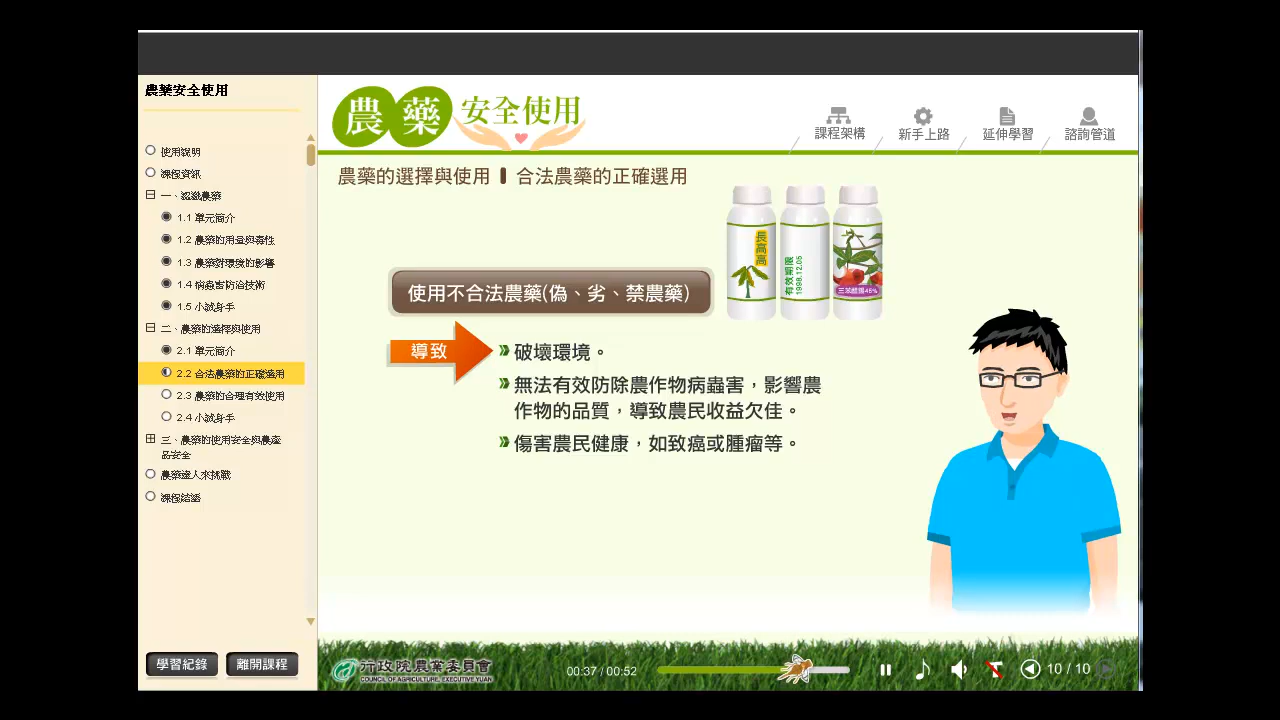 農藥安全使用
使用說明
課程資訊
一、認識農藥
1.1 單元簡介
1.2 農藥的用量與毒性
1.3 農藥對環境的影響
1.4 病蟲害防治技術
1.5 小試身手
二、農藥的選擇與使用
2.1 單元簡介
2.2 合法農藥的正確選用
2.3 農藥的合理有效使用
2.4 小試身手
三、農藥的使用安全與農產
品安全
農藥達人來挑戰
課程結語
學習紀錄
離開課程
農藥安全使用
課程架構
新手上路
延伸學習
諮詢管道
農藥的選擇與使用 合法農藥的正確選用
長高高
有效期限
1998.12.05
使用不合法農藥(偽、劣、禁農藥)
導致
破壞環境。
無法有效防除農作物病蟲害，影響農
作物的品質，導致農民收益欠佳。
傷害農民健康，如致癌或腫瘤等。
行政院農業委員會
COUNCIL OF AGRICULTURE, EXECUTIVE YUAN
00:37 / 00:52
10 / 10